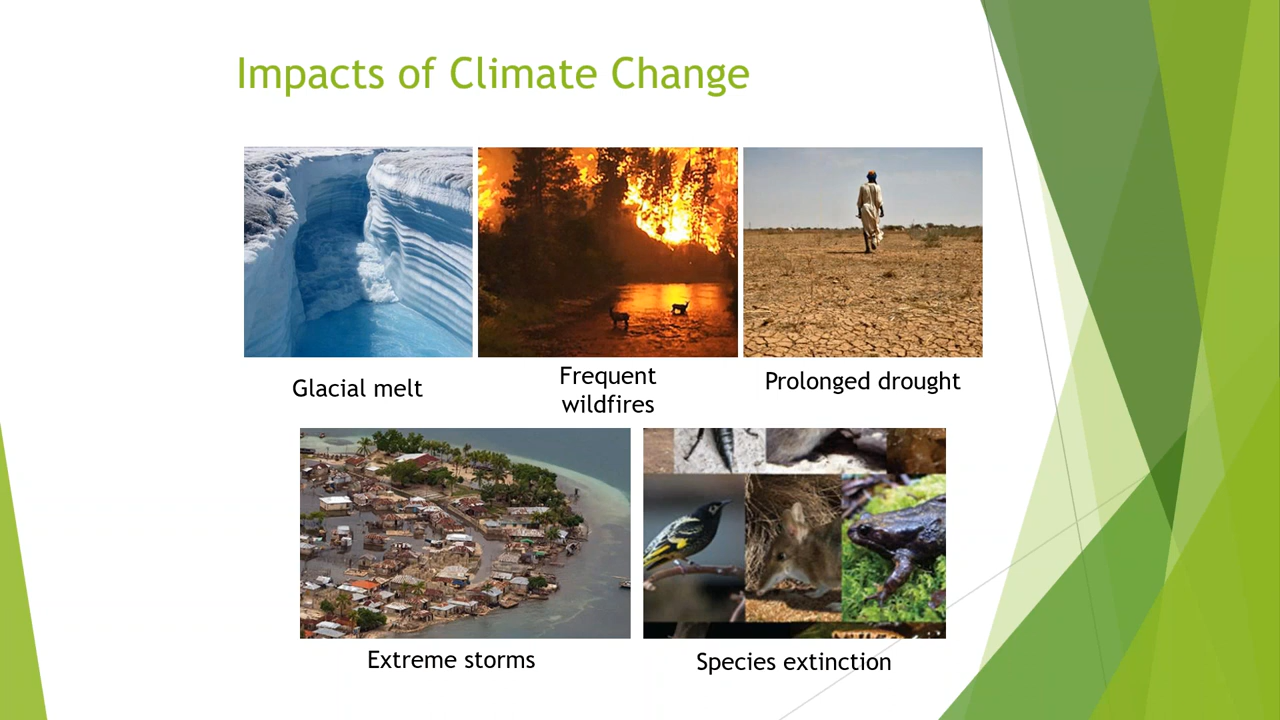 Impacts of Climate Change
Glacial melt
Frequent
wildfires
Prolonged drought
Extreme storms
Species extinction